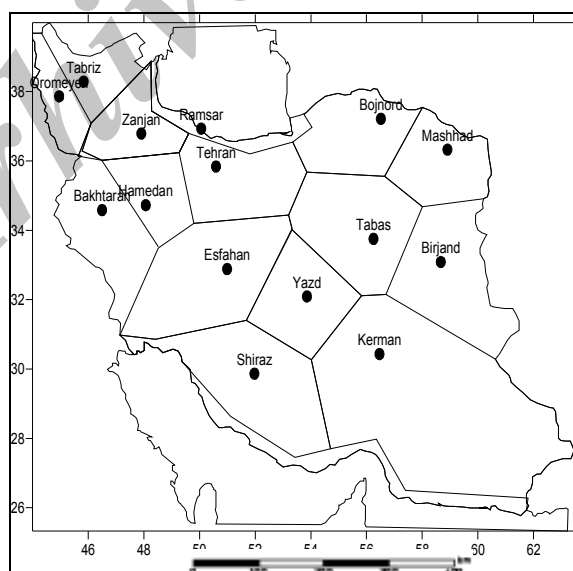 38
36
34
32
30
28
26
Oromeyeh
Tabriz
Zanjan
Ramsar
Bojnord
Mashhad
Tehran
Bakhtaran
Hamedan
Tabas
Birjand
Esfahan
Yazd
Kerman
Shiraz
46 48 50 52 54 56 58 60 62
km